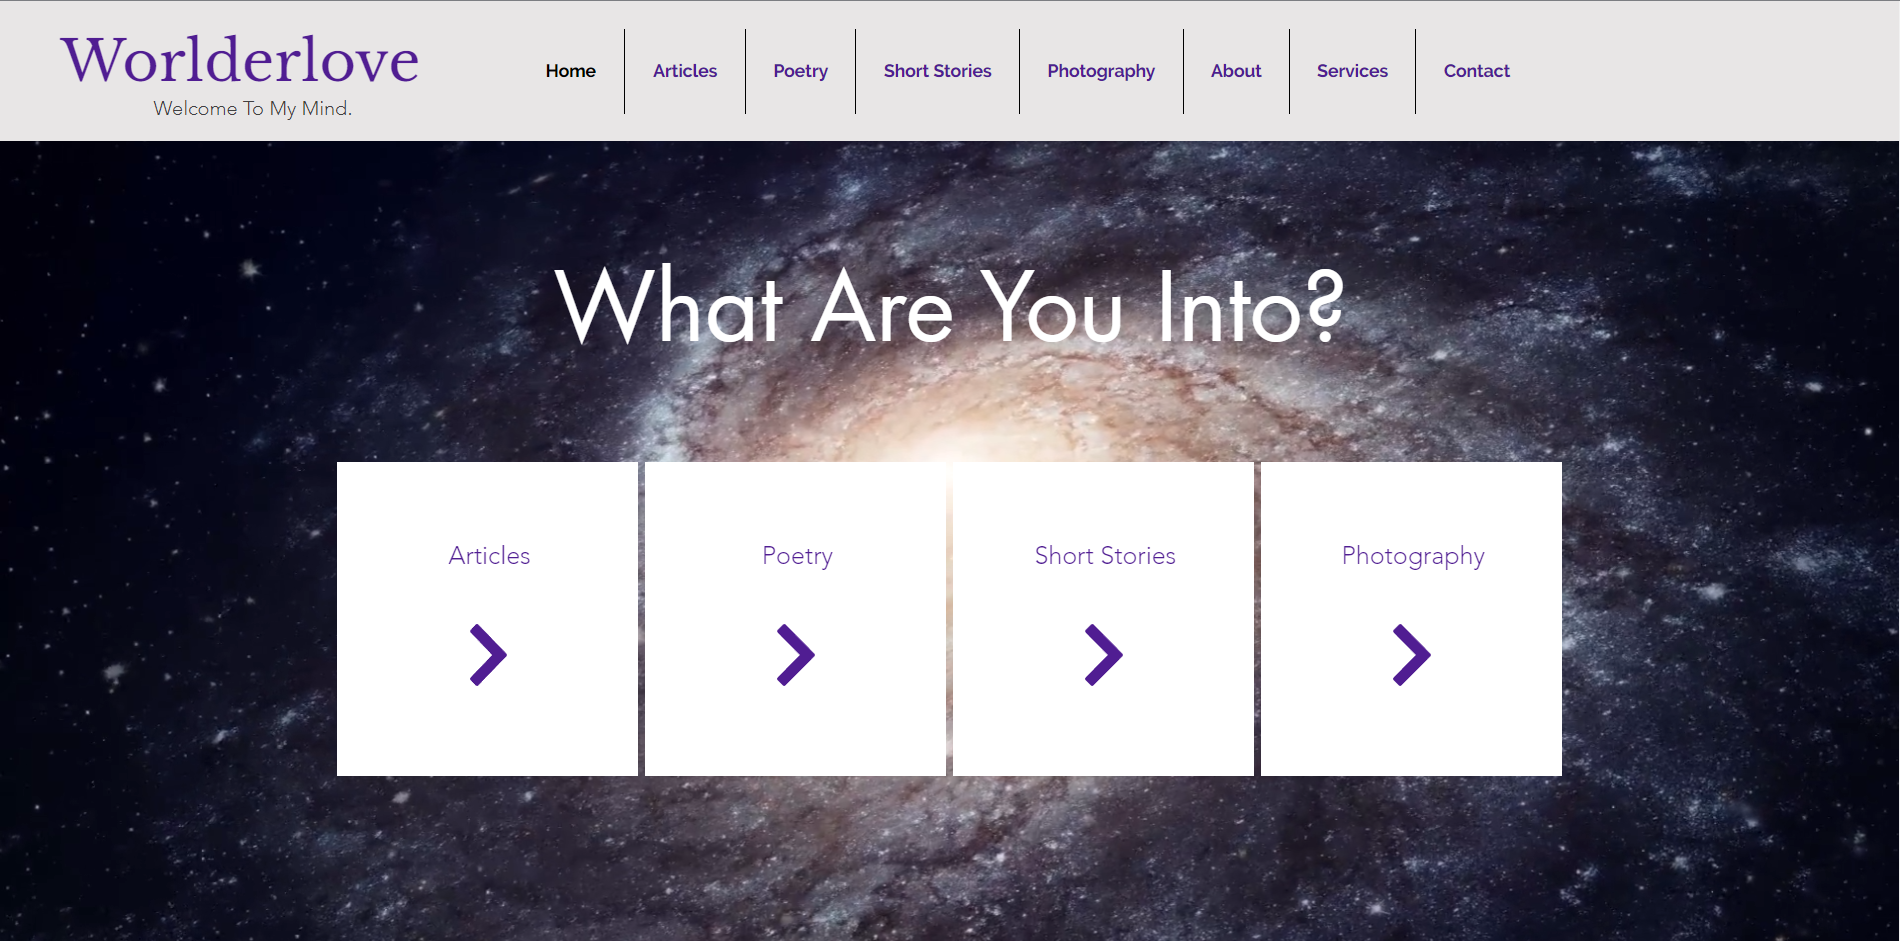 Worlderlove
Welcome To My Mind.
Home
Articles
Poetry
Short Stories
Photography
About
Services
Contact
What Are You Into?
Articles
Poetry
Short Stories
Photography